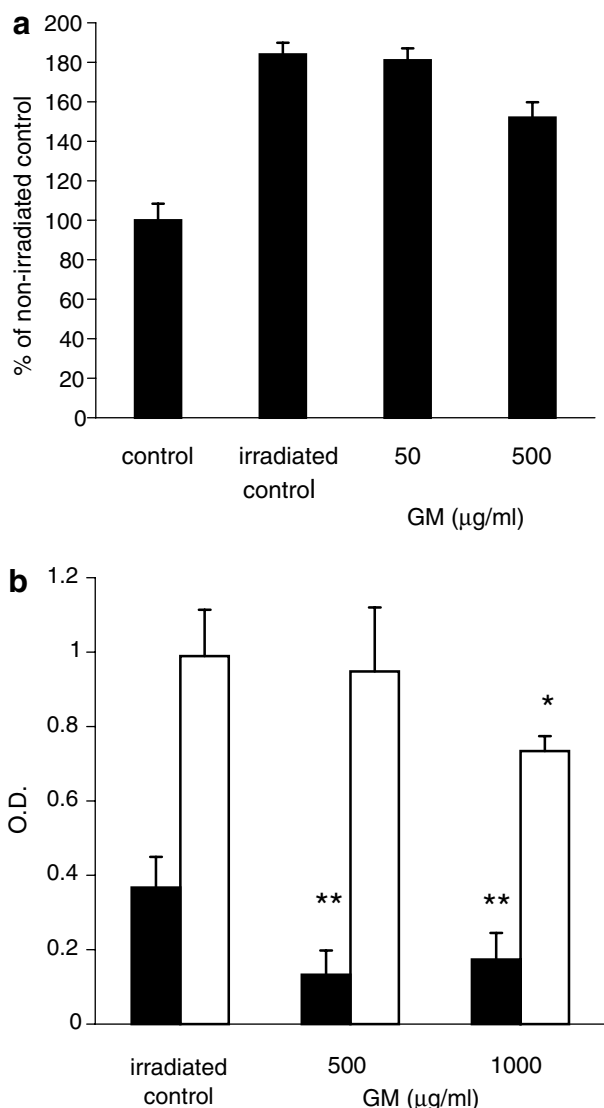 a
% of non-irradiated control
200
180
160
140
120
100
80
60
40
20
0
control
irradiated control
50
500
GM (μg/ml)
b
O.D.
1.2
1
0.8
0.6
0.4
0.2
0
**
**
*
irradiated control
500
1000
GM (μg/ml)